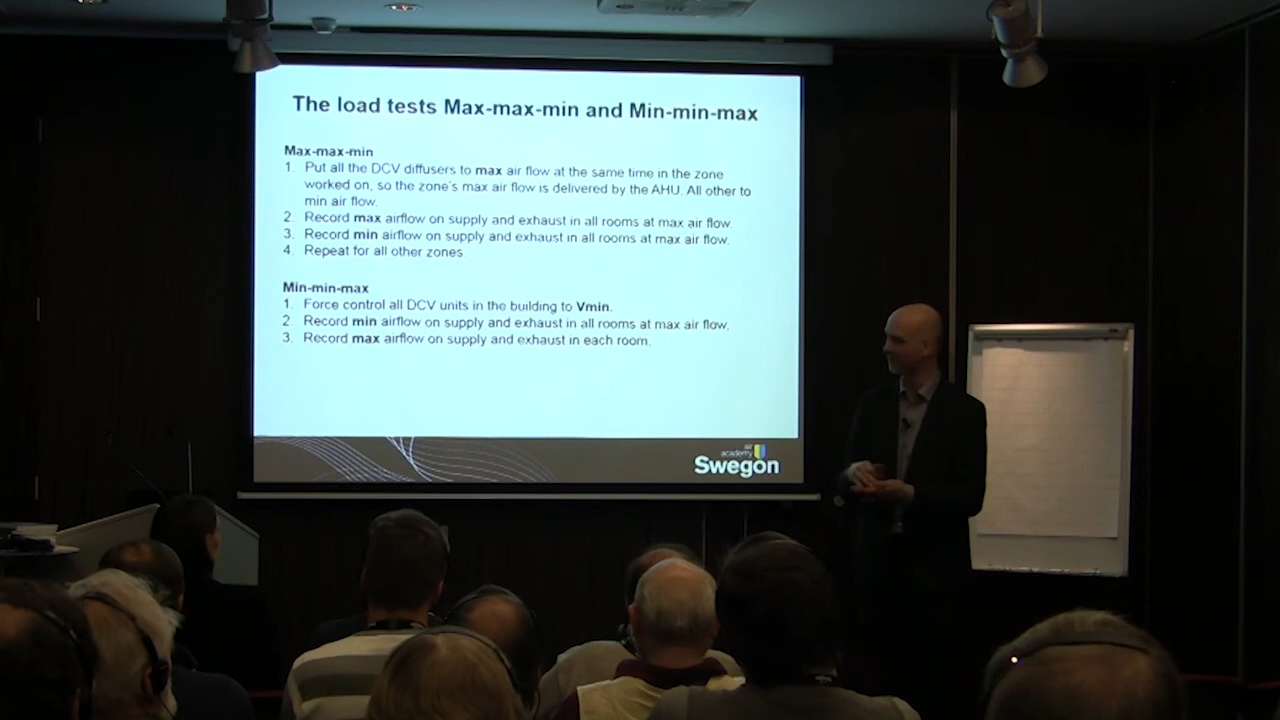 The load tests Max-max-min and Min-min-max
Max-max-min
1. Put all the DCV diffusers to max air flow at the same time in the zone
worked on, so the zone's max air flow is delivered by the AHU. All other to
min air flow.
2. Record max airflow on supply and exhaust in all rooms at max air flow.
3. Record min airflow on supply and exhaust in all rooms at max air flow.
4. Repeat for all other zones.
Min-min-max
1. Force control all DCV units in the building to Vmin.
2. Record min airflow on supply and exhaust in all rooms at max air flow.
3. Record max airflow on supply and exhaust in each room.
air
academy
Swegon